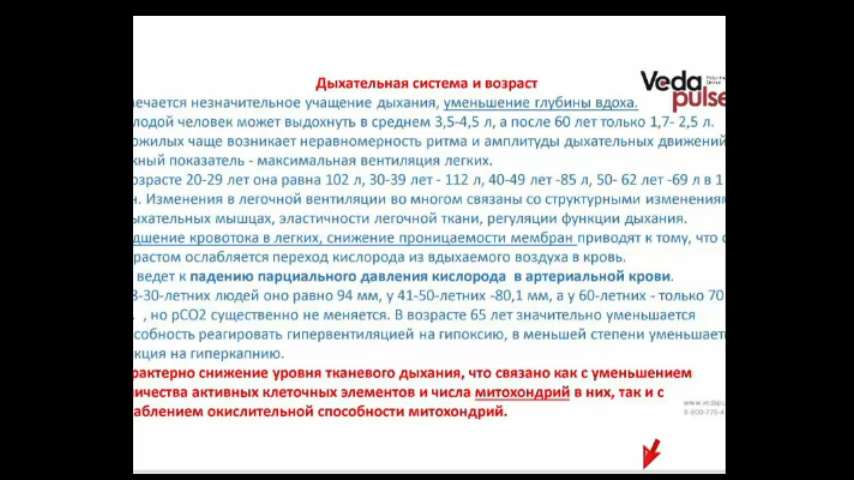 Дыхательная система и возраст
Veda
pulse
ечается незначительное учащение дыхания, уменьшение глубины вдоха.
лодой человек может выдохнуть в среднем 3,5-4,5 л, а после 60 лет только 1,7- 2,5 л.
ожилых чаще возникает неравномерность ритма и амплитуды дыхательных движений
жный показатель - максимальная вентиляция легких.
озрасте 20-29 лет она равна 102 л, 30-39 лет - 112 л, 40-49 лет -85 л, 50- 62 лет -69 л в 1
н. Изменения в легочной вентиляции во многом связаны со структурными изменениям
ыхательных мышцах, эластичности легочной ткани, регуляции функции дыхания.
дшение кровотока в легких, снижение проницаемости мембран приводят к тому, что с
растом ослабляется переход кислорода из вдыхаемого воздуха в кровь.
ведет к падению парциального давления кислорода в артериальной крови.
-30-летних людей оно равно 94 мм, у 41-50-летних -80,1 мм, а у 60-летних - только 70
. , но рСО2 существенно не меняется. В возрасте 65 лет значительно уменьшается
собность реагировать гипервентиляцией на гипоксию, в меньшей степени уменьшает
кция на гиперкапнию.
рактерно снижение уровня тканевого дыхания, что связано как с уменьшением
ичества активных клеточных элементов и числа митохондрий в них, так и с
аблением окислительной способности митохондрий.
www.vedapu
8-800-775-4